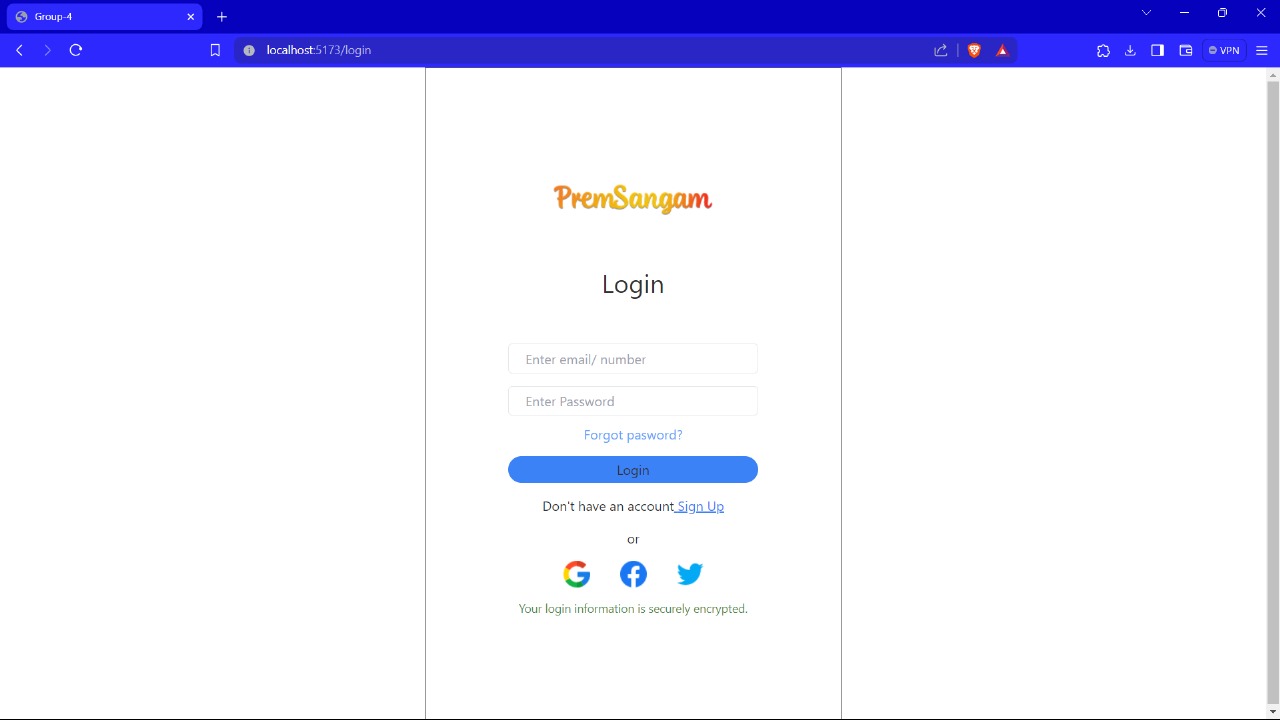 Group-4
localhost:5173/login
VPN
PremSangam
Login
Enter email/ number
Enter Password
Forgot pasword?
Login
Don't have an account Sign Up
or
Your login information is securely encrypted.